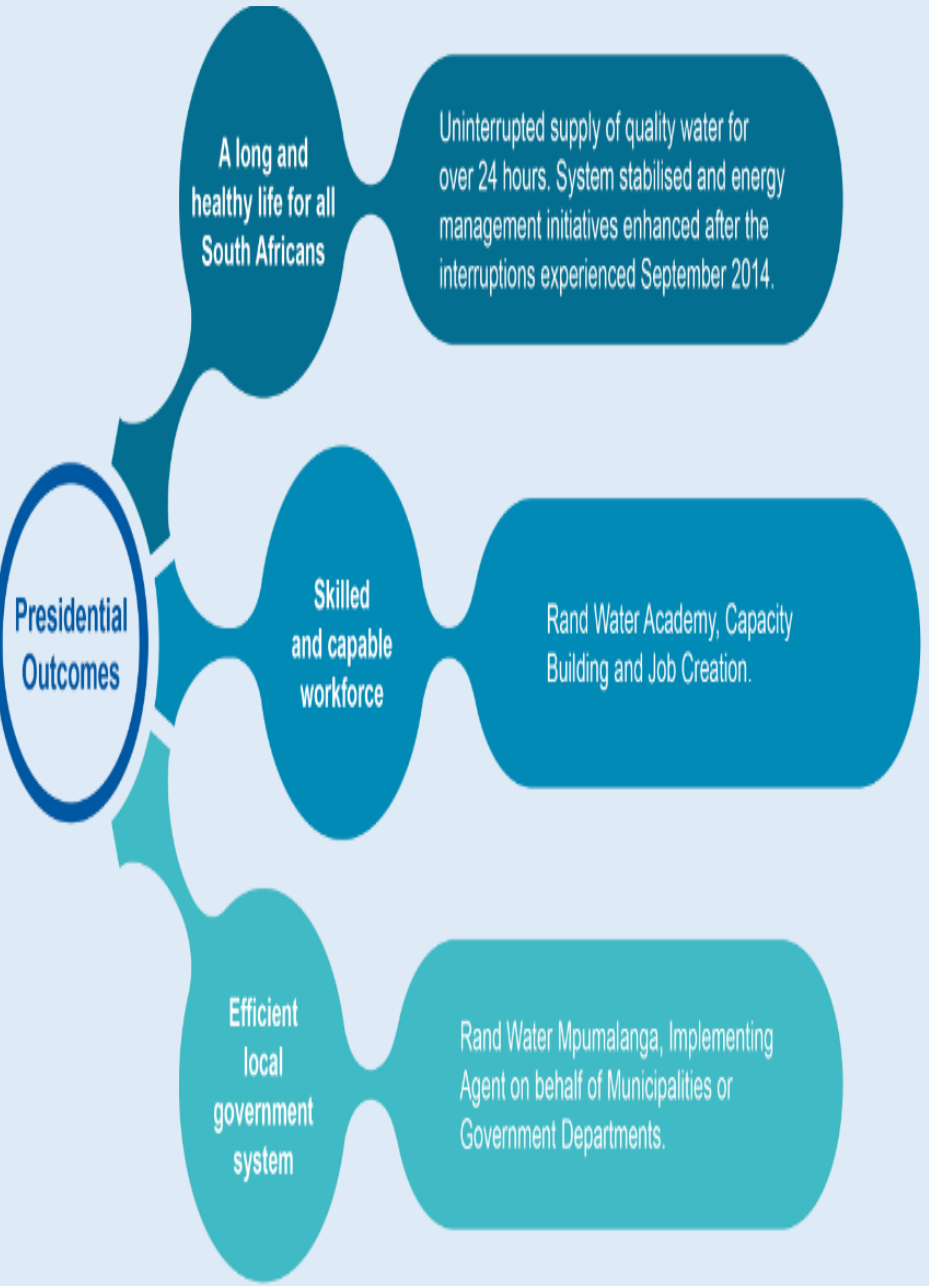 Presidential
Outcomes
A long and
healthy life for all
South Africans
Uninterrupted supply of quality water for
over 24 hours. System stabilised and energy
management initiatives enhanced after the
interruptions experienced September 2014.
Skilled
and capable
workforce
Rand Water Academy, Capacity
Building and Job Creation.
Efficient
local
government
system
Rand Water Mpumalanga, Implementing
Agent on behalf of Municipalities or
Government Departments.